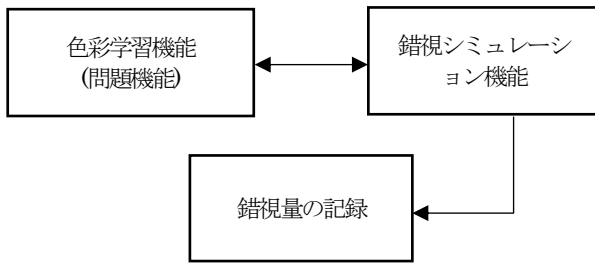 色彩学習機能
(問題機能)
錯視シミュレーシ
ョン機能
錯視量の記録